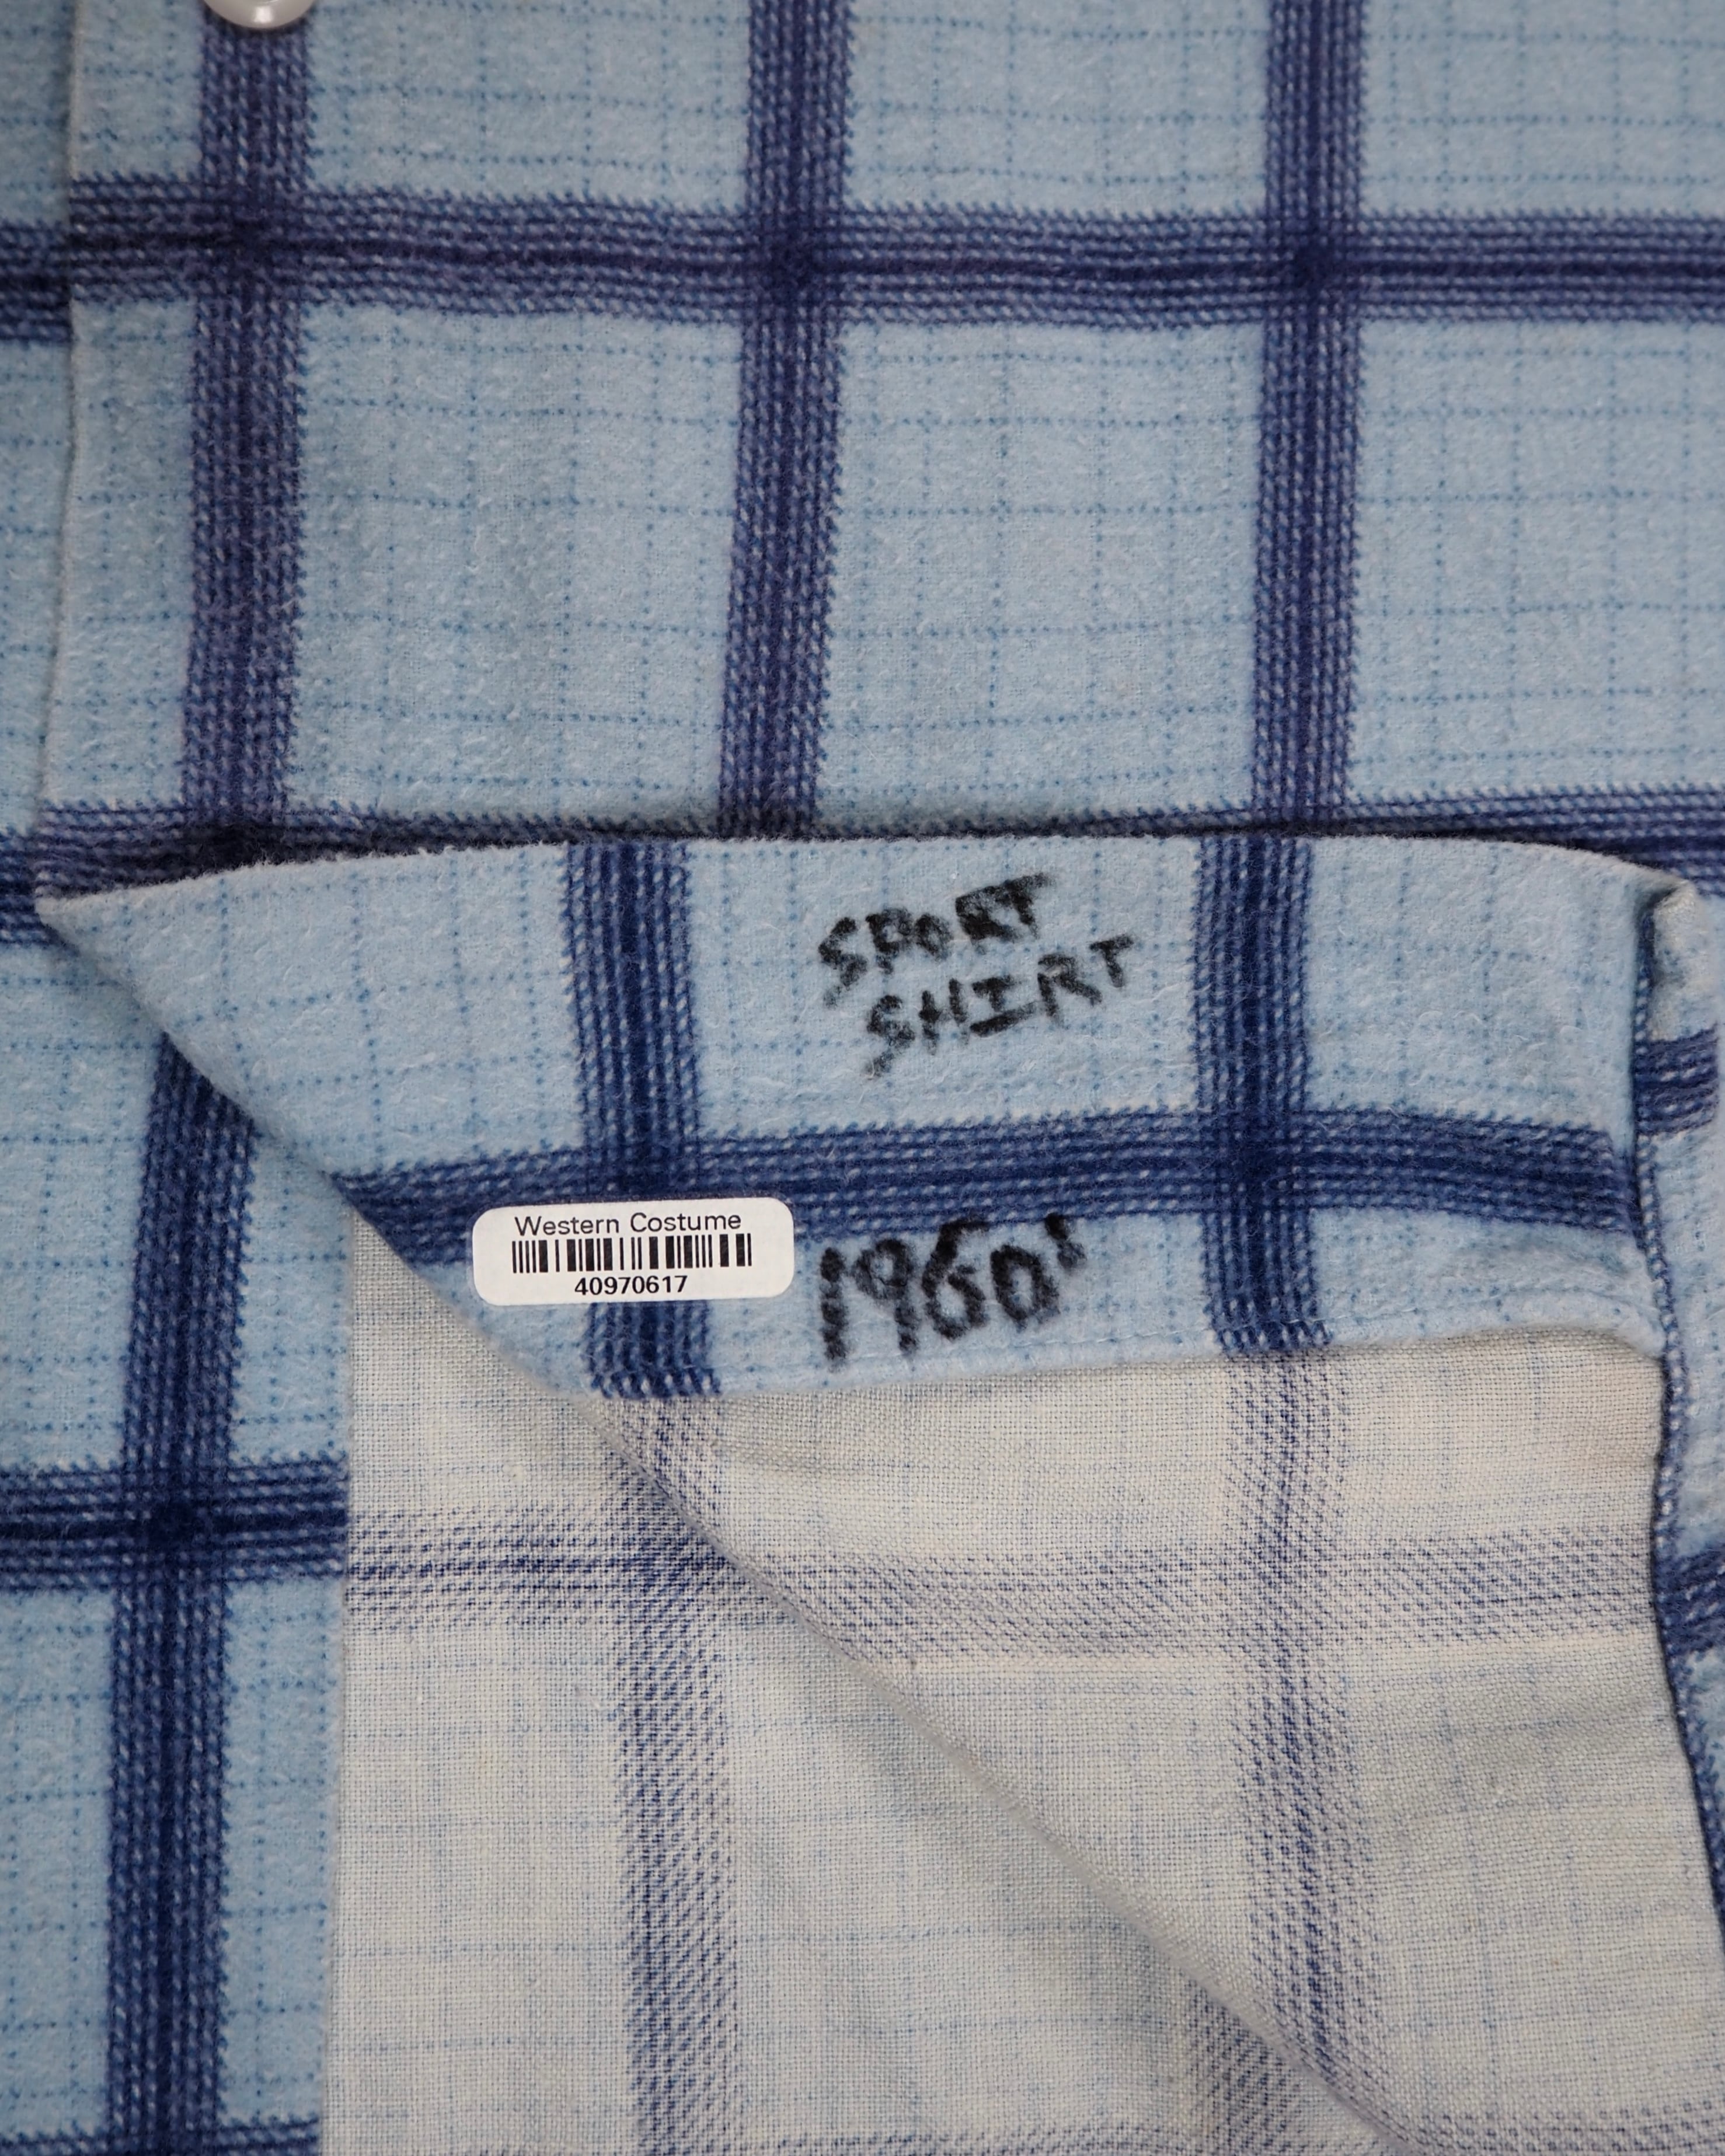 SPORT
SHIRT
Western Costume
40970617
1960'